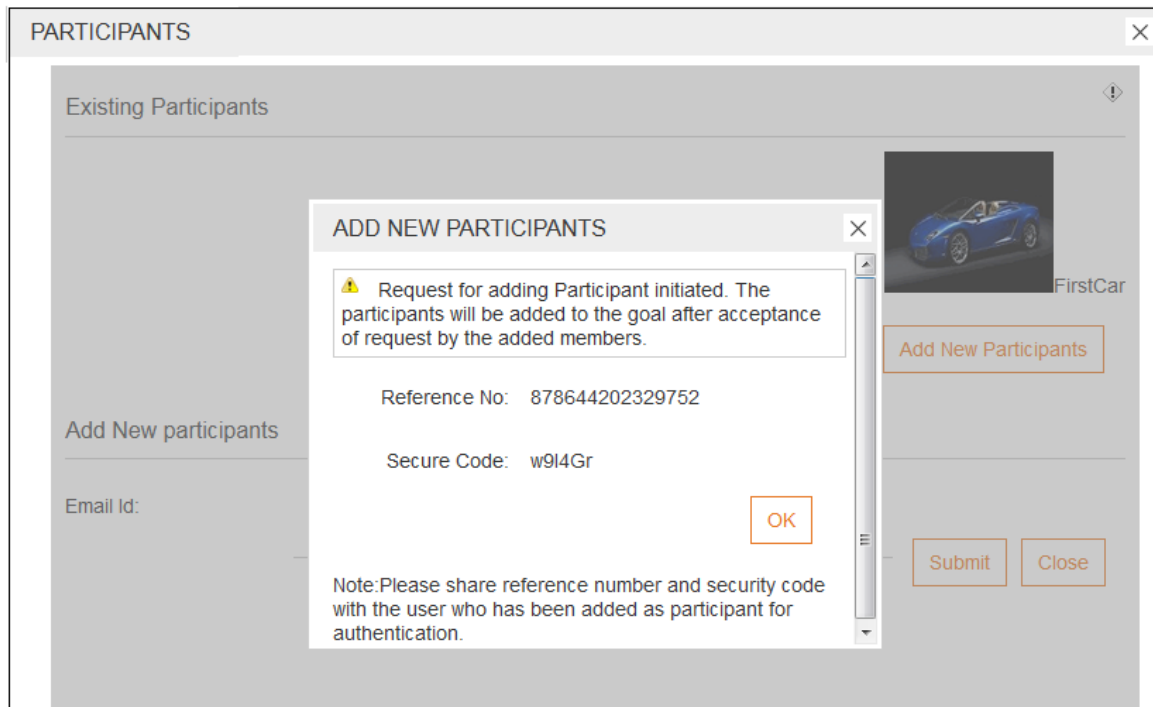 PARTICIPANTS
Existing Participants
FirstCar
Add New Participants
ADD NEW PARTICIPANTS
Request for adding Participant initiated. The
participants will be added to the goal after acceptance
of request by the added members.
Reference No: 878644202329752
Secure Code: w9l4Gr
OK
Note:Please share reference number and security code
with the user who has been added as participant for
authentication.
Add New participants
Email Id:
Submit
Close